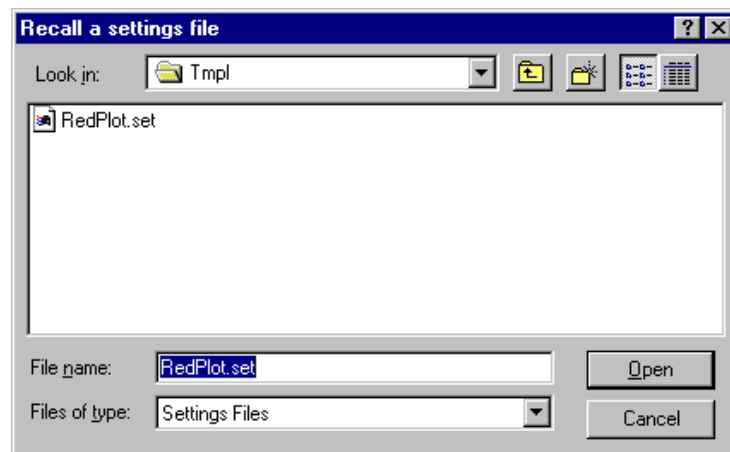 Recall a settings file
Look in: Tmpl
RedPlot.set
File name: RedPlot.set Open
Files of type: Settings Files Cancel